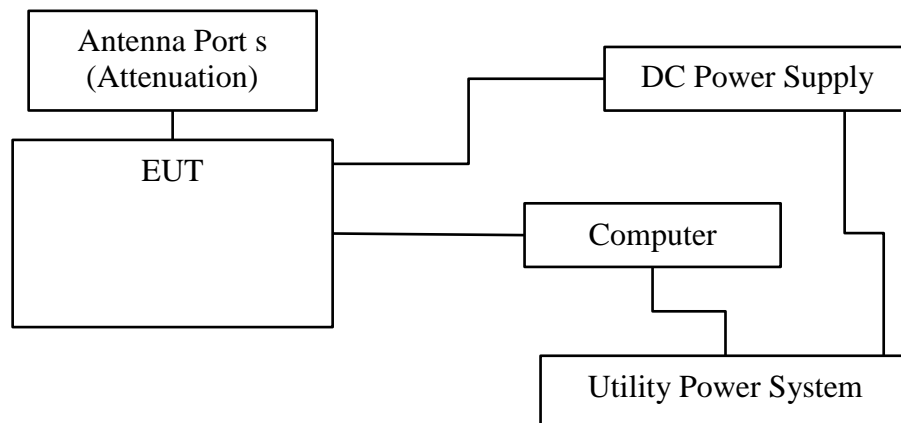 Antenna Port s
(Attenuation)
DC Power Supply
EUT
Computer
Utility Power System